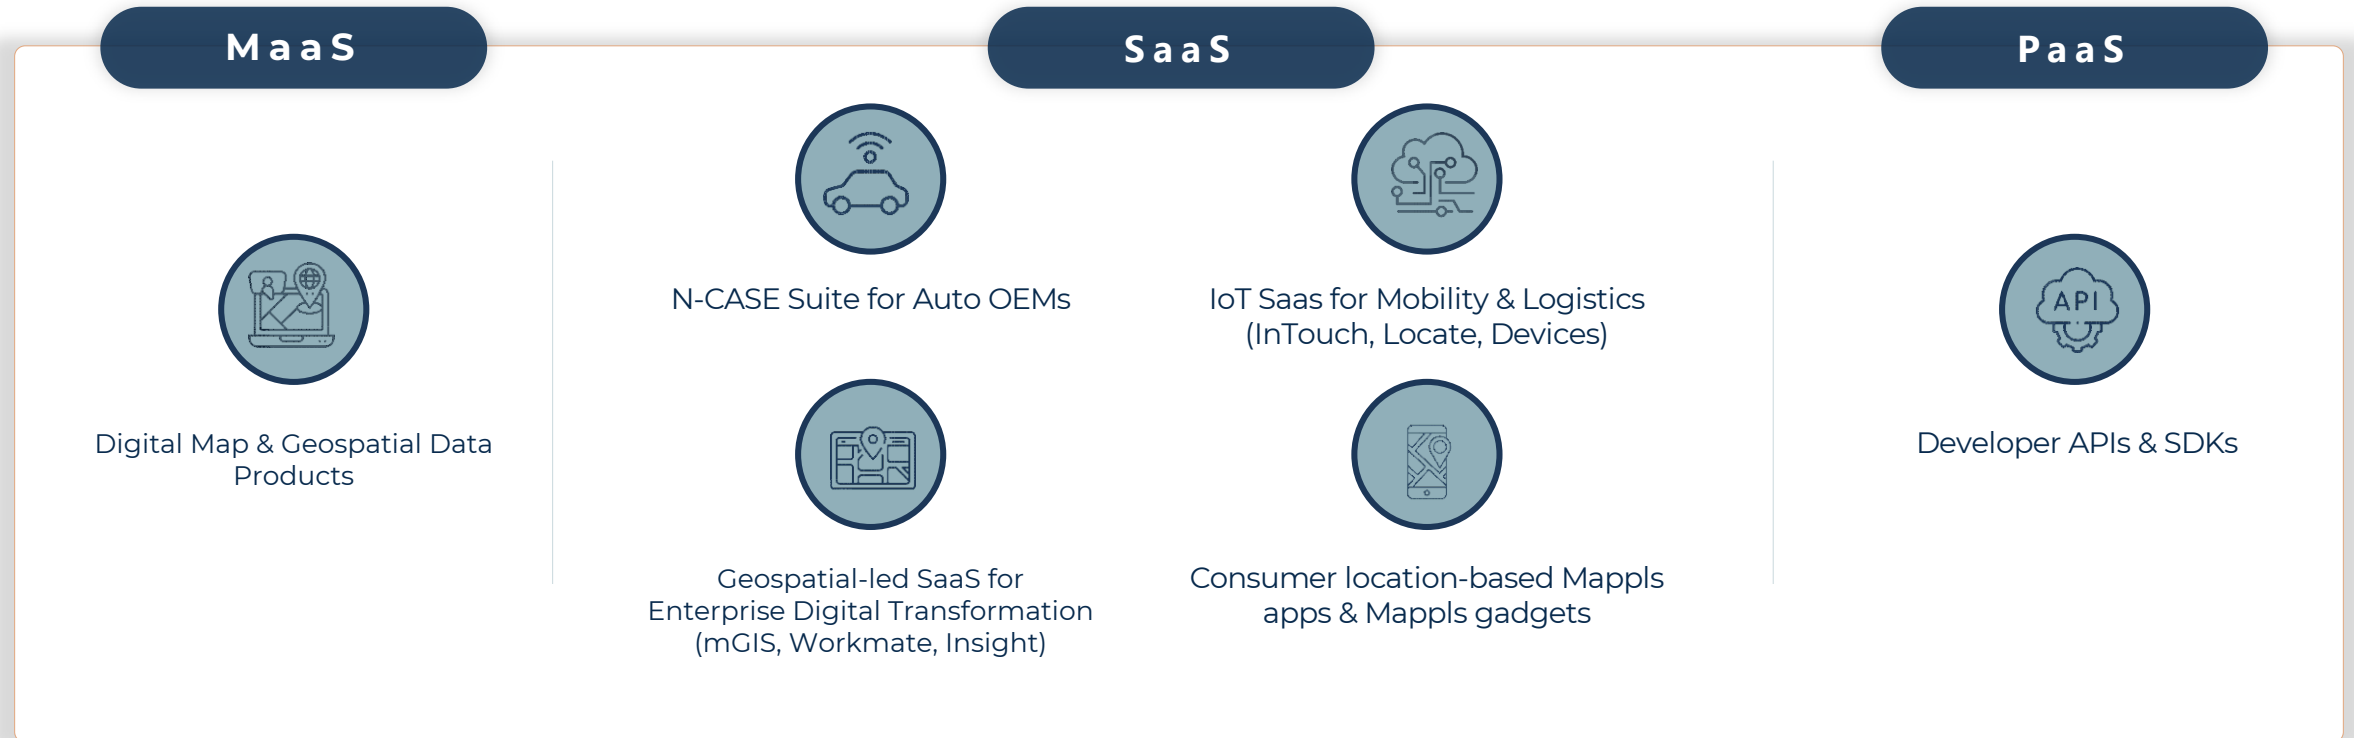 MaaS
SaaS
PaaS
Digital Map & Geospatial Data
Products
N-CASE Suite for Auto OEMs
IoT Saas for Mobility & Logistics
(InTouch, Locate, Devices)
Geospatial-led SaaS for
Enterprise Digital Transformation
(mGIS, Workmate, Insight)
Consumer location-based Mappls
apps & Mappls gadgets
API
Developer APIs & SDKs